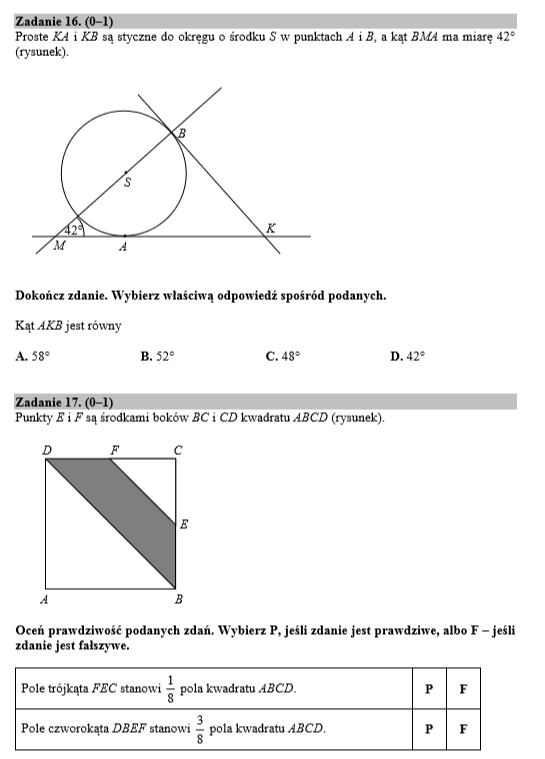 Zadanie 16. (0–1)
Proste KA i KB są styczne do okręgu o środku S w punktach A i B, a kąt BMA ma miarę 42°
(rysunek).
B
S
42°
K
M
A
Dokończ zdanie. Wybierz właściwą odpowiedź spośród podanych.
Kąt AKB jest równy
A. 58° B. 52° C. 48° D. 42°
Zadanie 17. (0–1)
Punkty E i F są środkami boków BC i CD kwadratu ABCD (rysunek).
D F C
E
A B
Oceń prawdziwość podanych zdań. Wybierz P, jeśli zdanie jest prawdziwe, albo F – jeśli
zdanie jest fałszywe.
Pole trójkąta FEC stanowi 1/8 pola kwadratu ABCD. P F
Pole czworokąta DBEF stanowi 3/8 pola kwadratu ABCD. P F